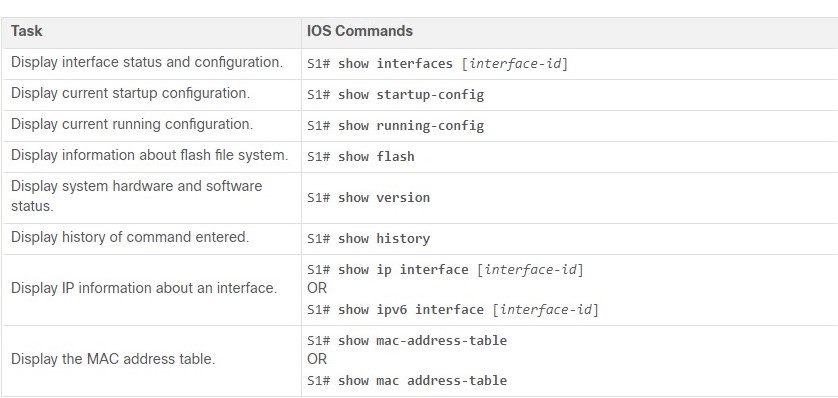 Task IOS Commands
Display interface status and configuration. S1# show interfaces [interface-id]
Display current startup configuration. S1# show startup-config
Display current running configuration. S1# show running-config
Display information about flash file system. S1# show flash
Display system hardware and software
status.
S1# show version
Display history of command entered. S1# show history
Display IP information about an interface.
S1# show ip interface [interface-id]
OR
S1# show ipv6 interface [interface-id]
Display the MAC address table.
S1# show mac-address-table
OR
S1# show mac address-table